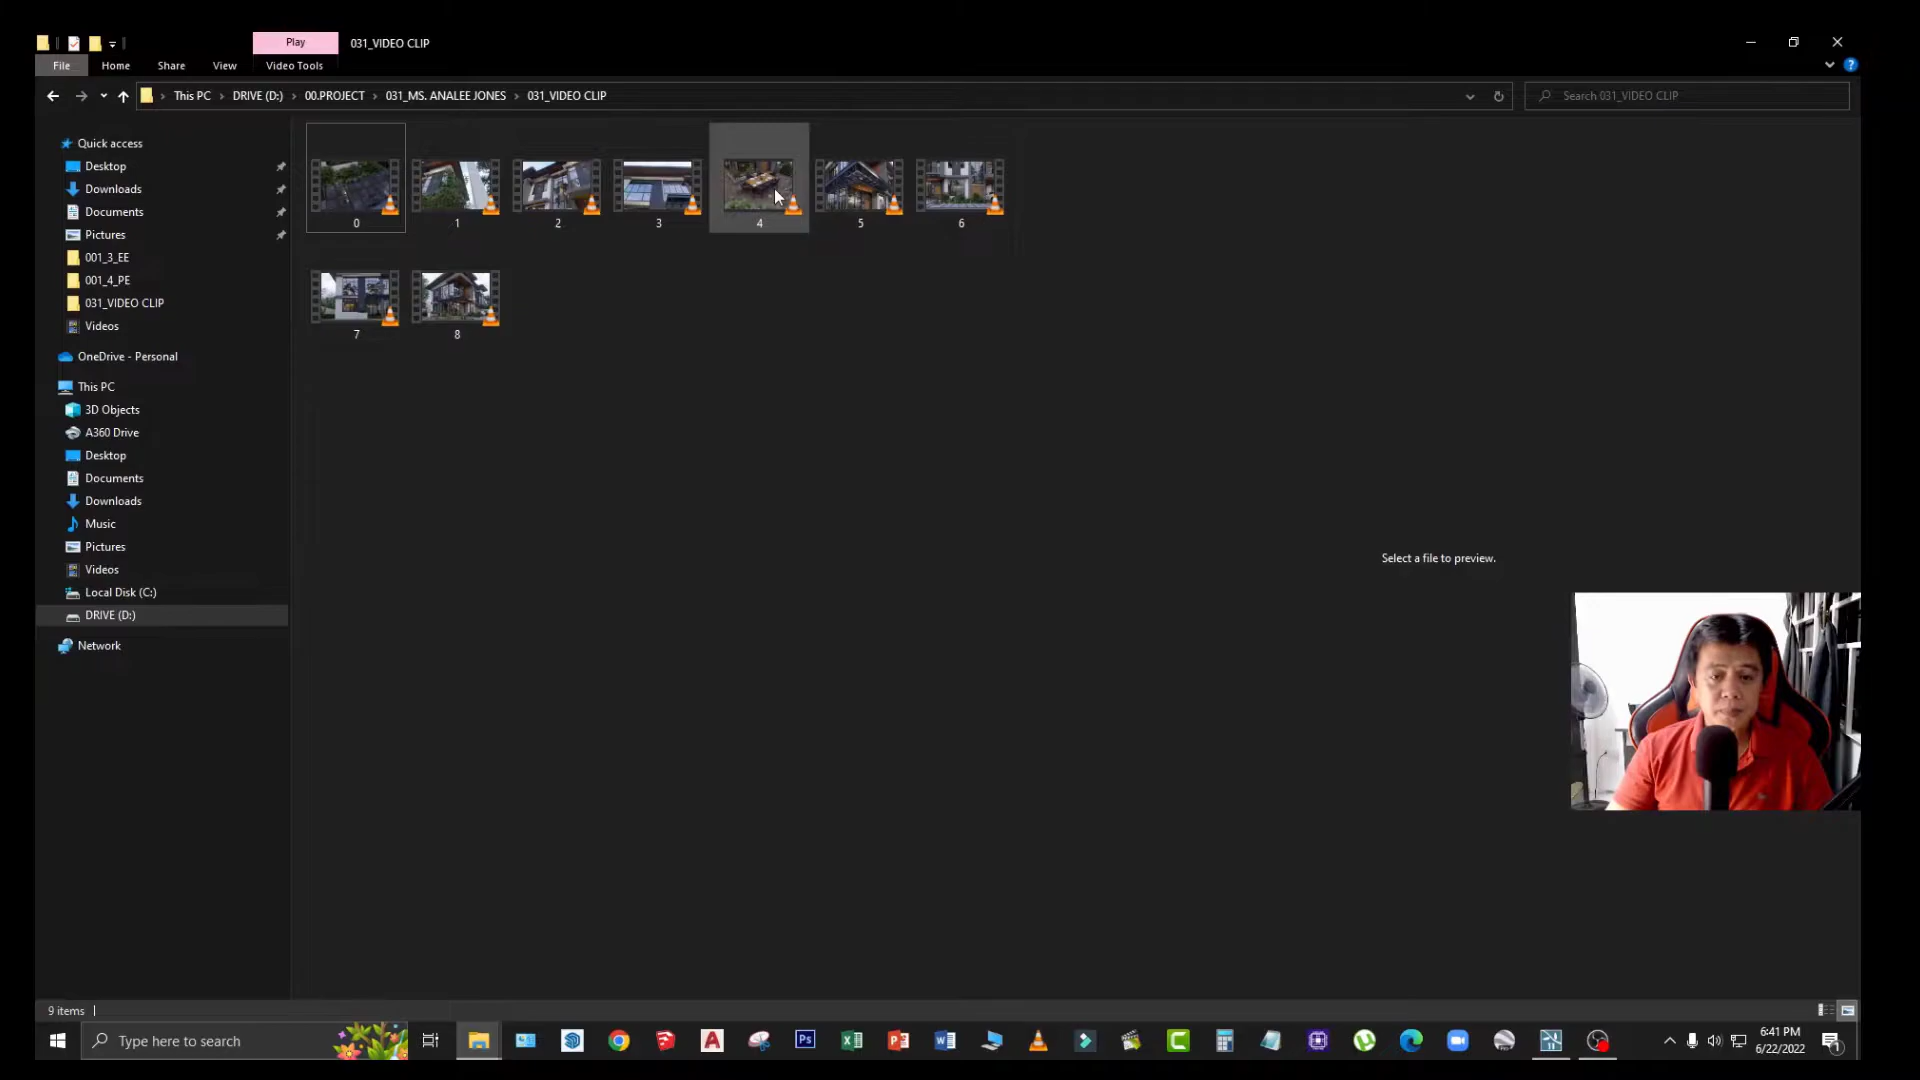 Play
031_VIDEO CLIP
File
Home
Share
View
Video Tools
This PC
DRIVE (D:)
00.PROJECT
031_MS. ANALEE JONES
031_VIDEO CLIP
Search 031_VIDEO CLIP
Quick access
Desktop
Downloads
Documents
Pictures
001_3_EE
001_4_PE
031_VIDEO CLIP
Videos
OneDrive - Personal
This PC
3D Objects
A360 Drive
Desktop
Documents
Downloads
Music
Pictures
Videos
Local Disk (C:)
DRIVE (D:)
Network
0
1
2
3
4
5
6
7
8
Select a file to preview.
9 items
Type here to search
Ps
6:41 PM
6/22/2022
1